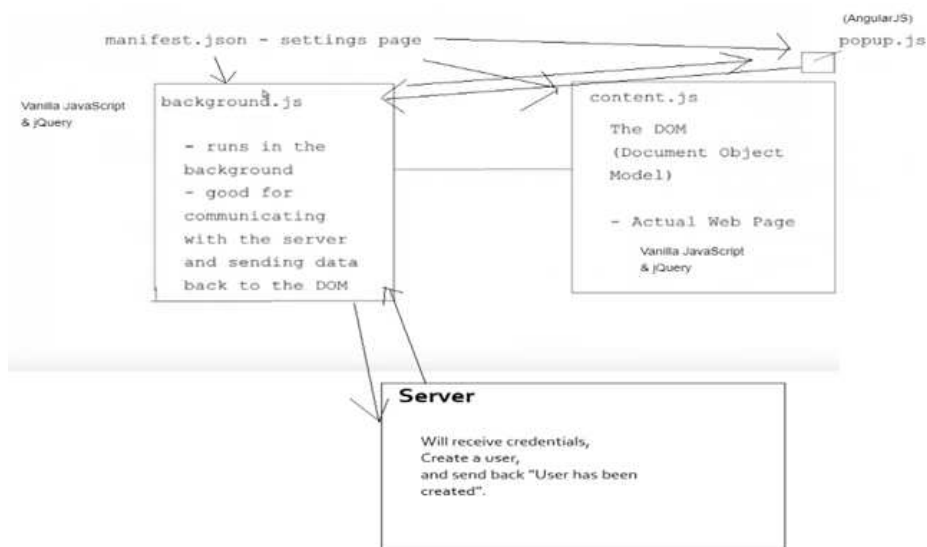 (AngularJS)
manifest.json - settings page
popup.js
Vanilla JavaScript
& jQuery
background.js
- runs in the
background
- good for
communicating
with the server
and sending data
back to the DOM
content.js
The DOM
(Document Object
Model)
- Actual Web Page
Vanilla JavaScript
& jQuery
Server
Will receive credentials,
Create a user,
and send back "User has been
created".